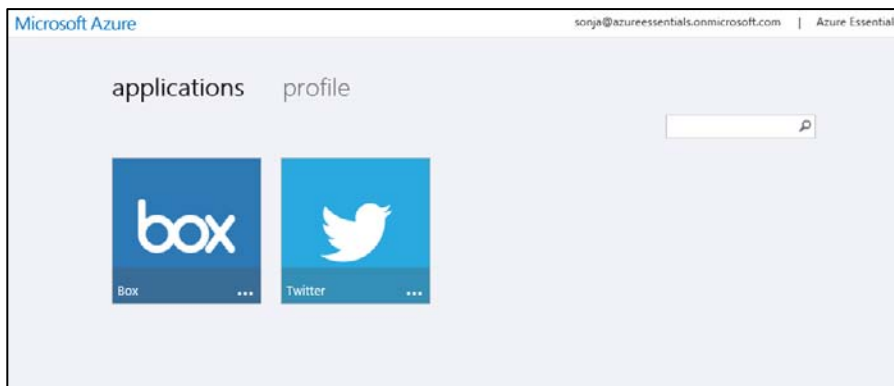 Microsoft Azure sonja@azureessentials.onmicrosoft.com | Azure Essential
applications profile
box
Box ... Twitter ...